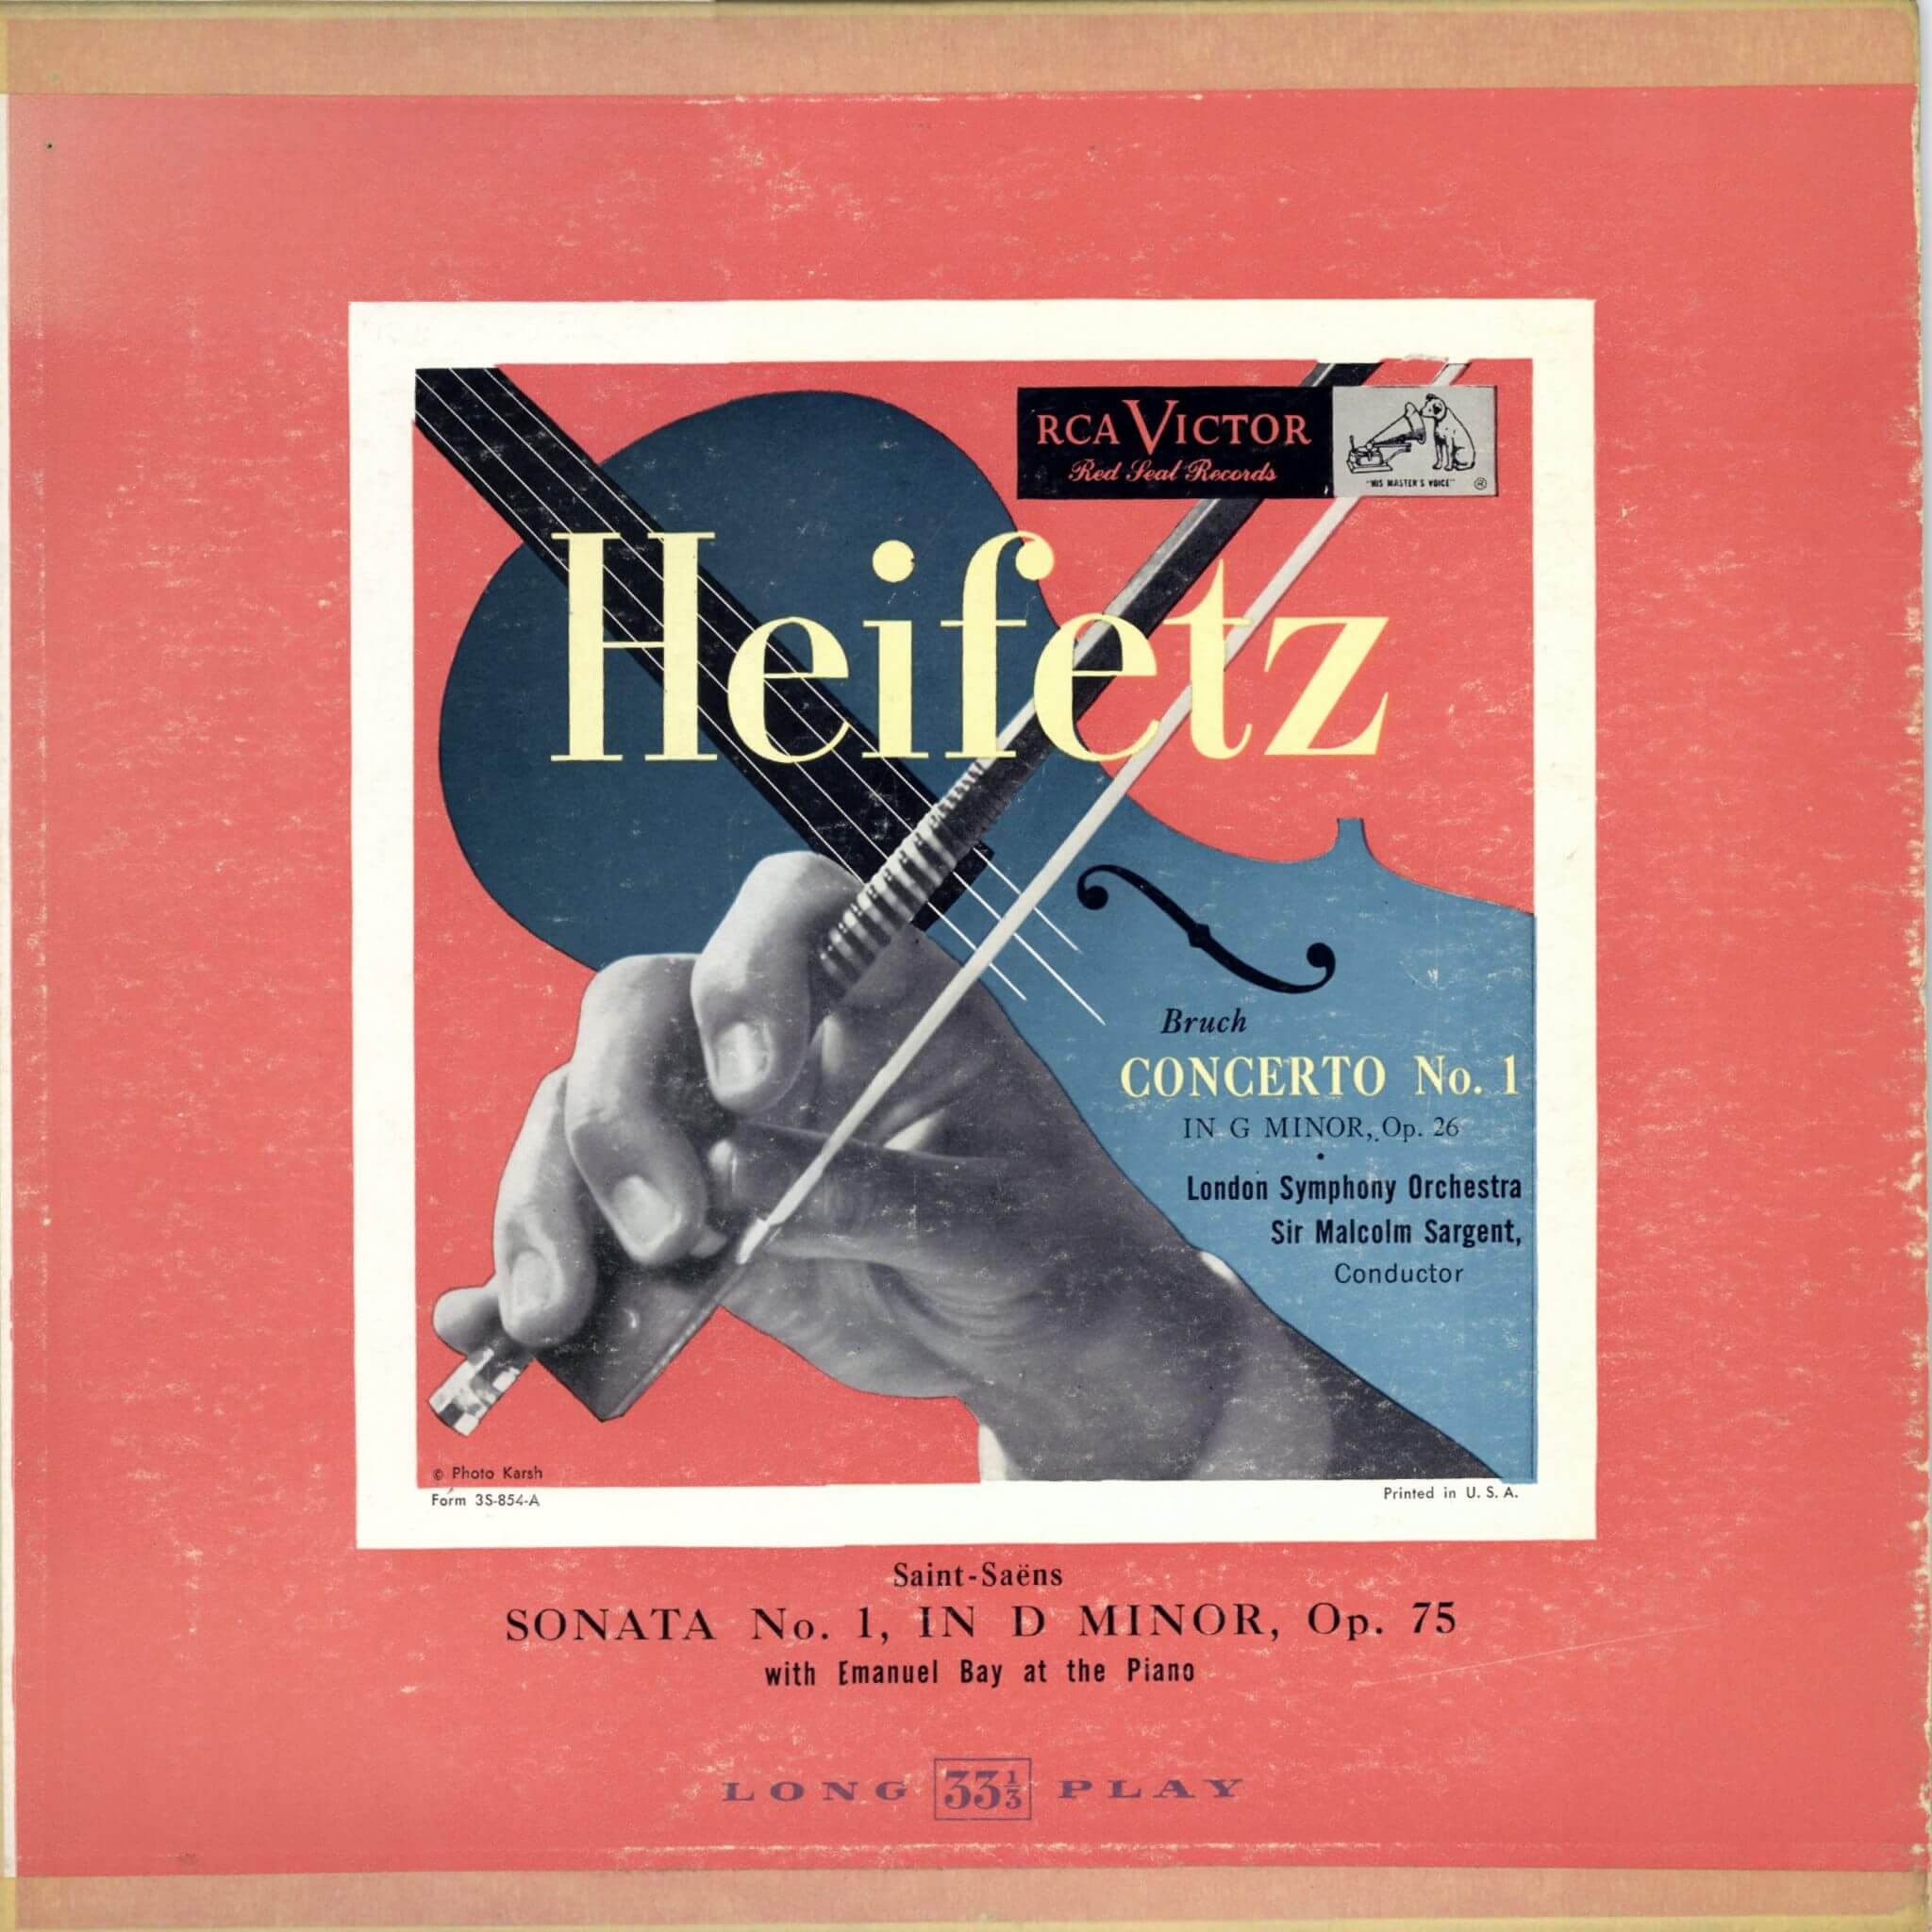 RCA VICTOR
Red Seal Records
"HIS MASTER'S VOICE" ®
Heifetz
Bruch
CONCERTO No. 1
IN G MINOR, Op. 26
•
London Symphony Orchestra
Sir Malcolm Sargent,
Conductor
© Photo Karsh
Form 3S-854-A
Printed in U. S. A.
Saint-Saëns
SONATA No. 1, IN D MINOR, Op. 75
with Emanuel Bay at the Piano
LONG 33⅓ PLAY